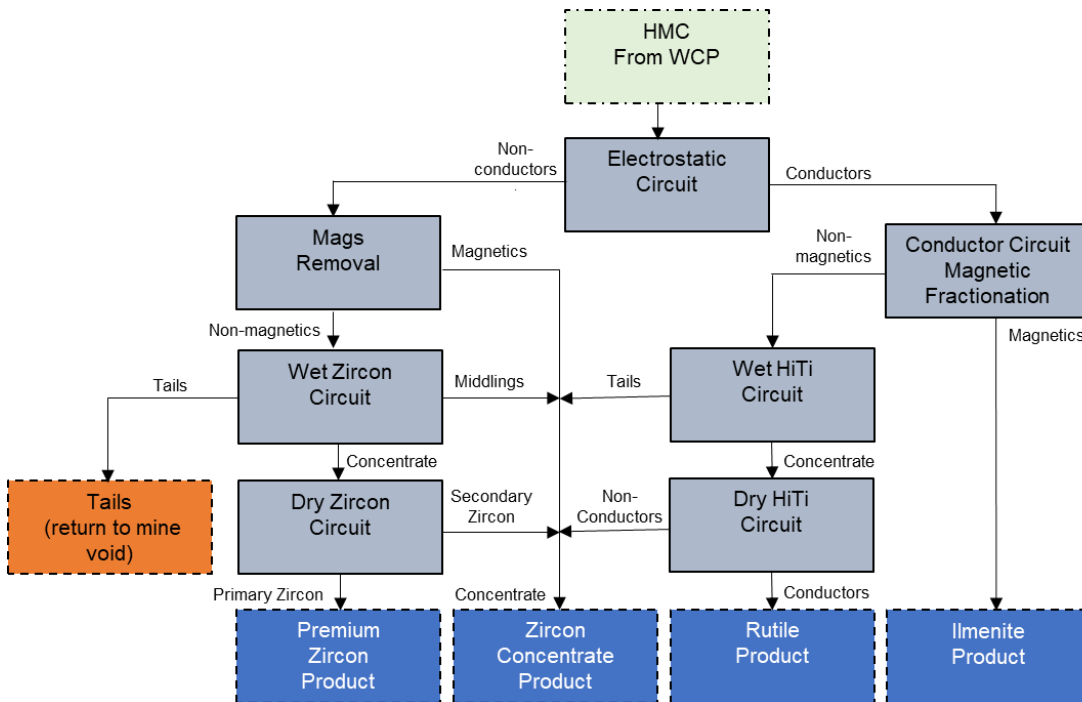 HMC
From WCP
Non-
conductors
Electrostatic
Circuit
Conductors
Mags
Removal
Magnetics
Non-
magnetics
Conductor Circuit
Magnetic
Fractionation
Non-magnetics
Magnetics
Tails
Wet Zircon
Circuit
Middlings
Tails
Wet HiTi
Circuit
Concentrate
Concentrate
Tails
(return to mine
void)
Dry Zircon
Circuit
Secondary
Zircon
Non-
Conductors
Dry HiTi
Circuit
Primary Zircon
Concentrate
Conductors
Premium
Zircon
Product
Zircon
Concentrate
Product
Rutile
Product
Ilmenite
Product